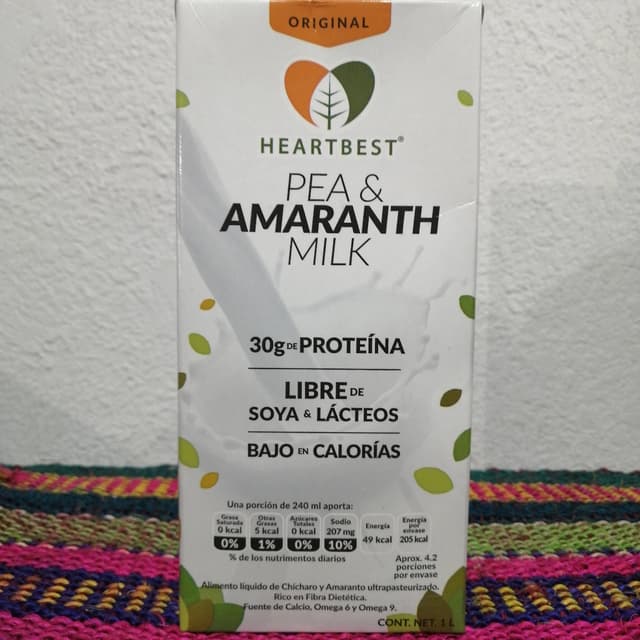 ORIGINAL
HEARTBEST®
PEA &
AMARANTH
MILK
30g DE PROTEÍNA
LIBRE DE
SOYA & LÁCTEOS
BAJO EN CALORÍAS
Una porción de 240 ml aporta:
Grasa Saturada 0 kcal 0%
Otras Grasas 5 kcal 1%
Azúcares Totales 0 kcal 0%
Sodio 207 mg 10%
Energía 49 kcal
Energía por envase 205 kcal
% de los nutrimentos diarios
Aprox. 4.2
porciones
por envase
Alimento líquido de Chícharo y Amaranto ultrapasteurizado.
Rico en Fibra Dietética.
Fuente de Calcio, Omega 6 y Omega 9.
CONT. NET. 1 L